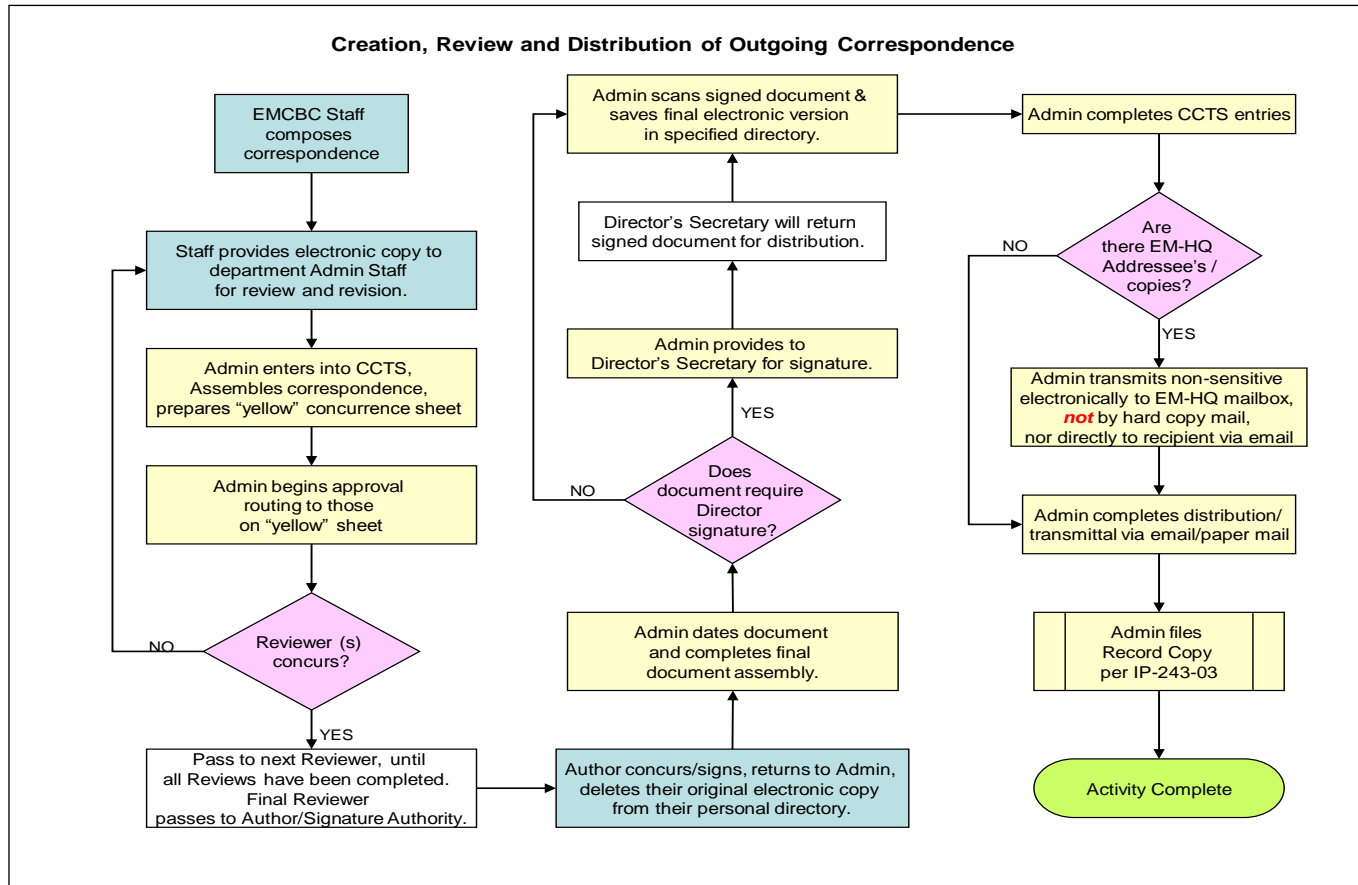 Creation, Review and Distribution of Outgoing Correspondence
EMCBC Staff
composes
correspondence
Staff provides electronic copy to
department Admin Staff
for review and revision.
Admin enters into CCTS,
Assembles correspondence,
prepares “yellow” concurrence sheet
Admin begins approval
routing to those
on “yellow” sheet
Reviewer (s)
concurs?
NO
YES
Pass to next Reviewer, until
all Reviews have been completed.
Final Reviewer
passes to Author/Signature Authority.
Author concurs/signs, returns to Admin,
deletes their original electronic copy
from their personal directory.
Admin dates document
and completes final
document assembly.
Does
document require
Director
signature?
NO
YES
Admin provides to
Director’s Secretary for signature.
Director’s Secretary will return
signed document for distribution.
Admin scans signed document &
saves final electronic version
in specified directory.
Admin completes CCTS entries
Are
there EM-HQ
Addressee’s /
copies?
NO
YES
Admin transmits non-sensitive
electronically to EM-HQ mailbox,
not by hard copy mail,
nor directly to recipient via email
Admin completes distribution/
transmittal via email/paper mail
Admin files
Record Copy
per IP-243-03
Activity Complete